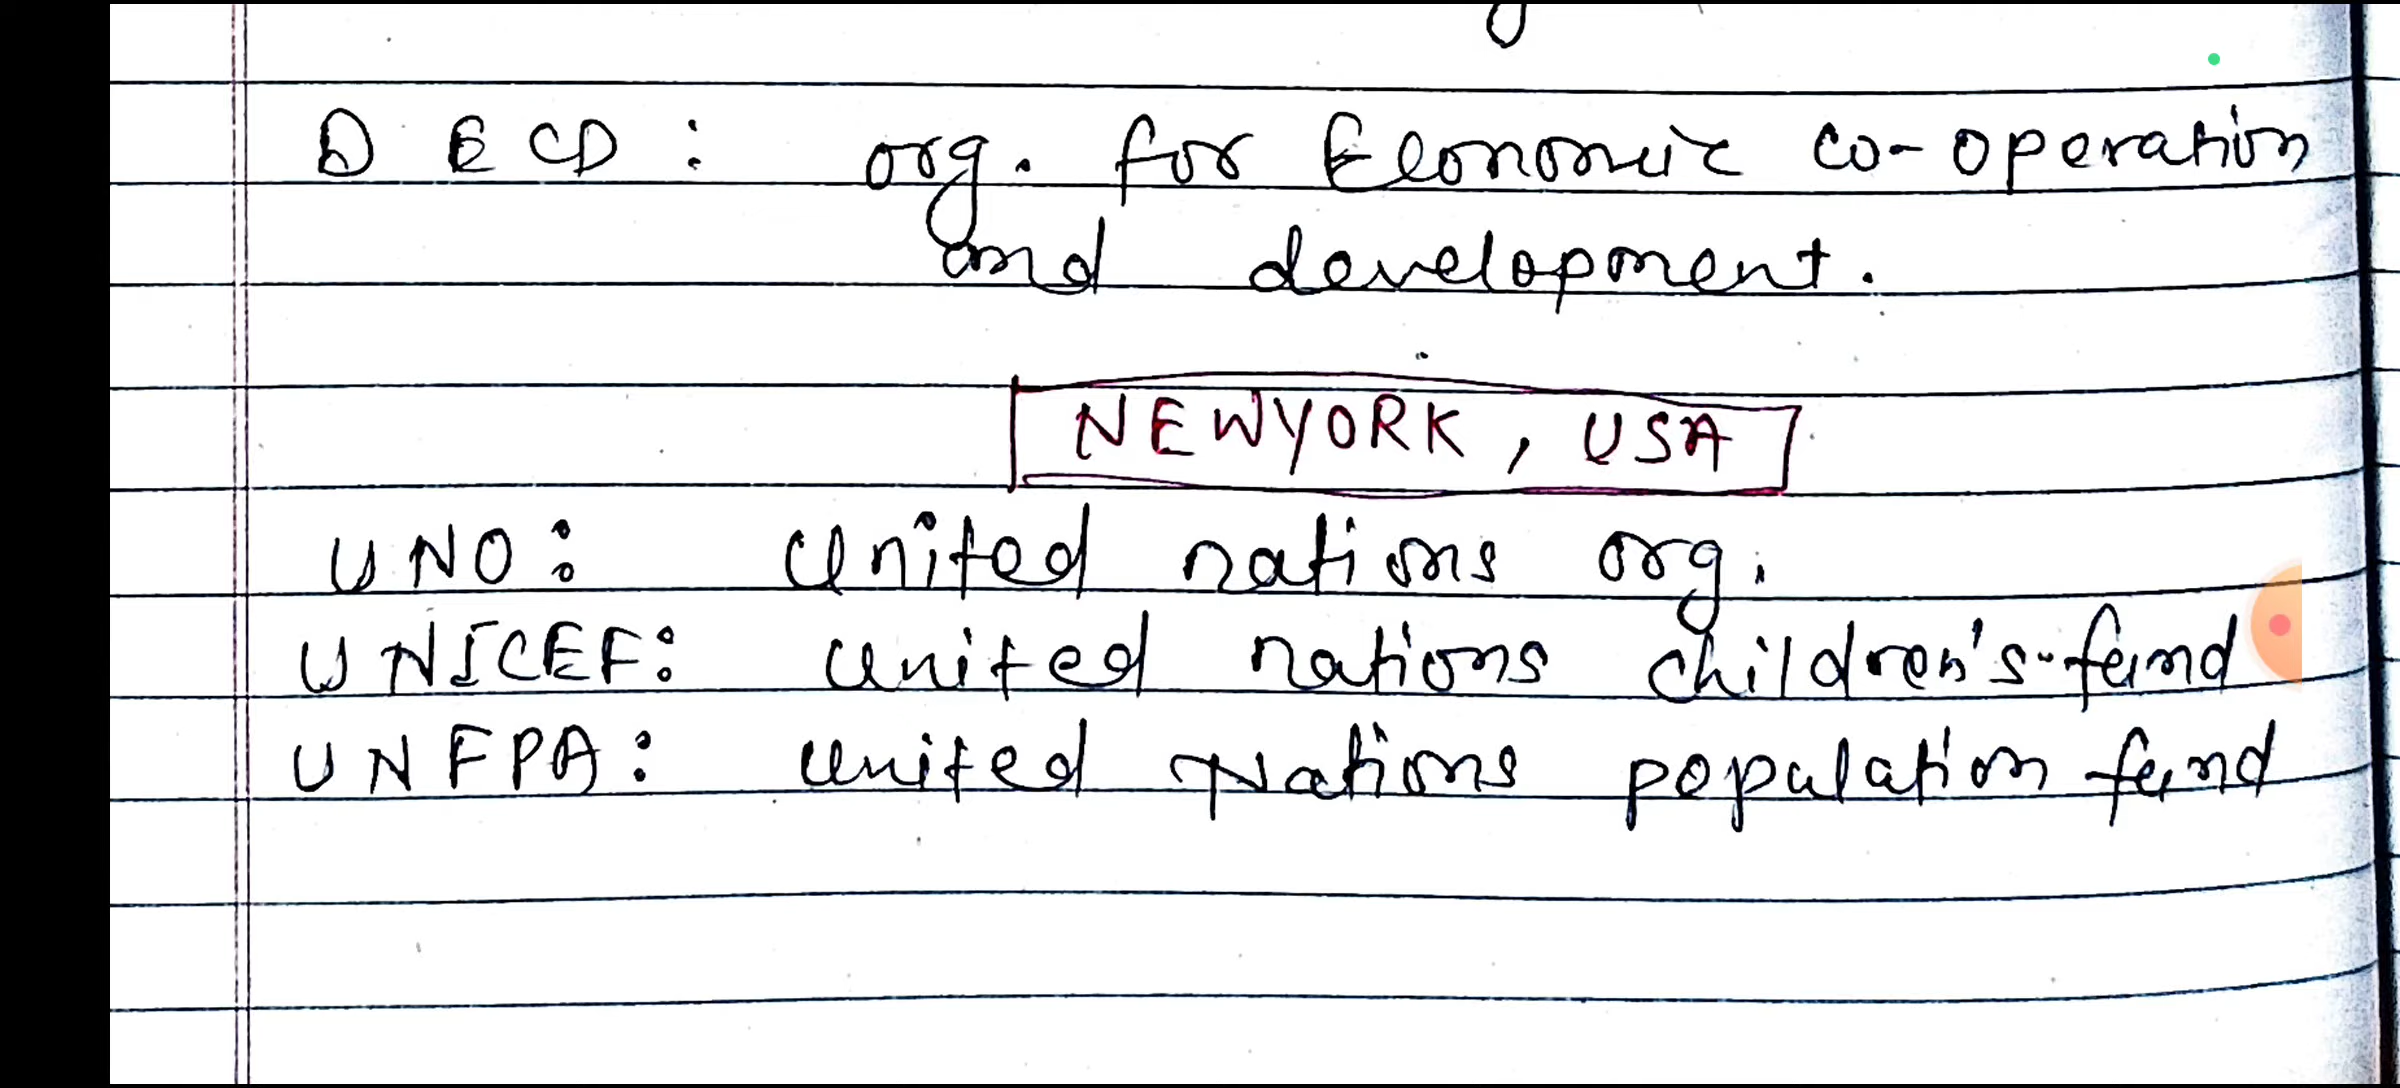 OECD : org. for Economic co-operation
and development.
NEWYORK, USA
UNO: United nations org.
UNICEF: united nations children's-fund
UNFPA: united Nations population fund